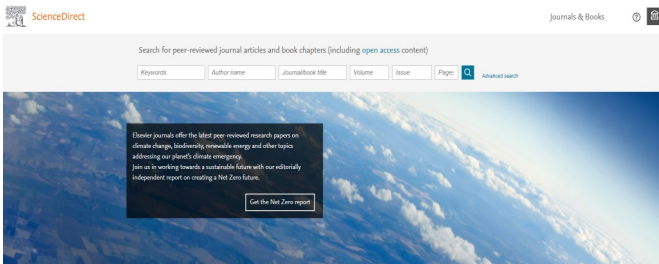 ScienceDirect
Journals & Books
Search for peer-reviewed journal articles and book chapters (including open access content)
Keywords Author name Journal/book title Volume Issue Pages Advanced search
Elsevier journals offer the latest peer-reviewed research papers on
climate change, biodiversity, renewable energy and other topics
addressing our planet's climate emergency.
Join us in working towards a sustainable future with our editorially
independent report on creating a Net Zero future.
Get the Net Zero report